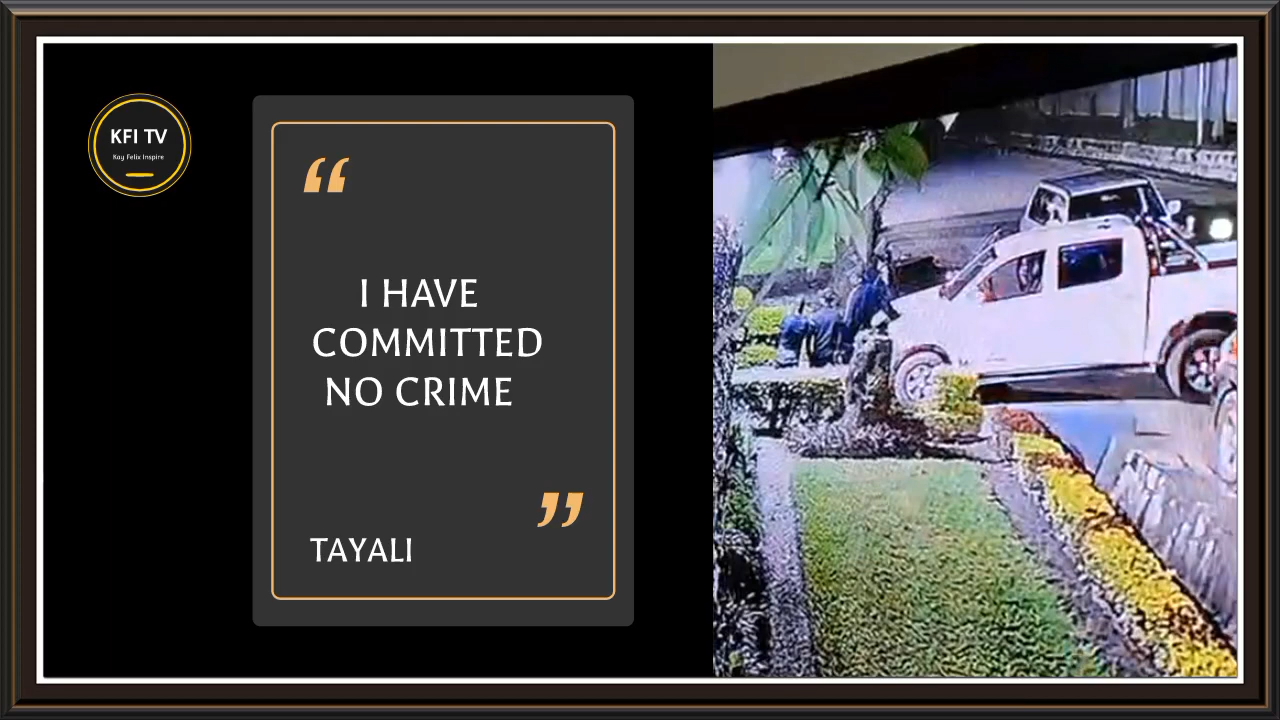 KFI TV
Kay Felix Inspire
“
I HAVE
COMMITTED
NO CRIME
”
TAYALI